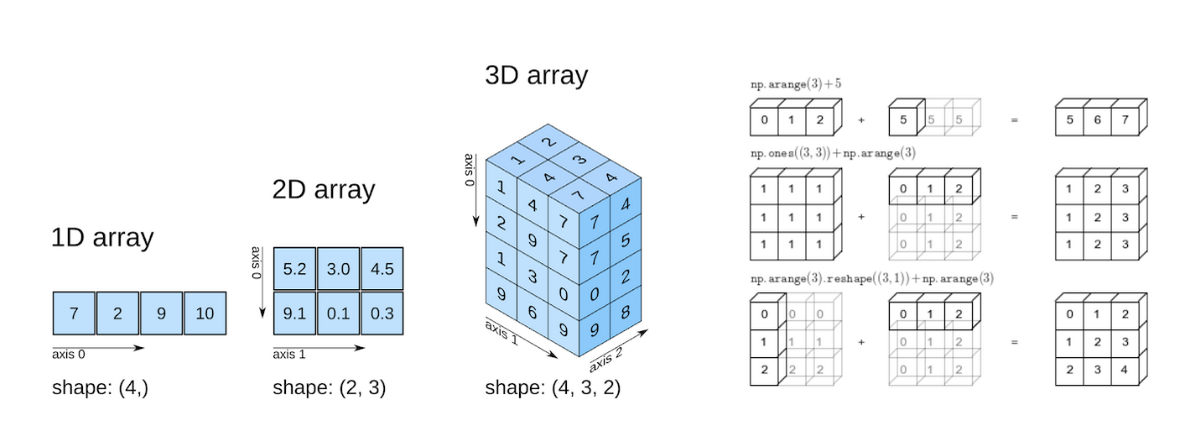 1D array
7 2 9 10
axis 0
shape: (4,)
2D array
axis 0
5.2 3.0 4.5
9.1 0.1 0.3
axis 1
shape: (2, 3)
3D array
axis 0
2
1 3
4 4
7
1 4 7 7 4
2 9 7 7 5
1 3 0 0 2
9 6 9 9 8
axis 1
axis 2
shape: (4, 3, 2)
np.arange(3)+5
0 1 2 + 5 5 5 = 5 6 7
np.ones((3,3))+np.arange(3)
1 1 1 0 1 2 1 2 3
1 1 1 + 0 1 2 = 1 2 3
1 1 1 0 1 2 1 2 3
np.arange(3).reshape((3,1))+np.arange(3)
0 0 0 0 1 2 0 1 2
1 1 1 + 0 1 2 = 1 2 3
2 2 2 0 1 2 2 3 4